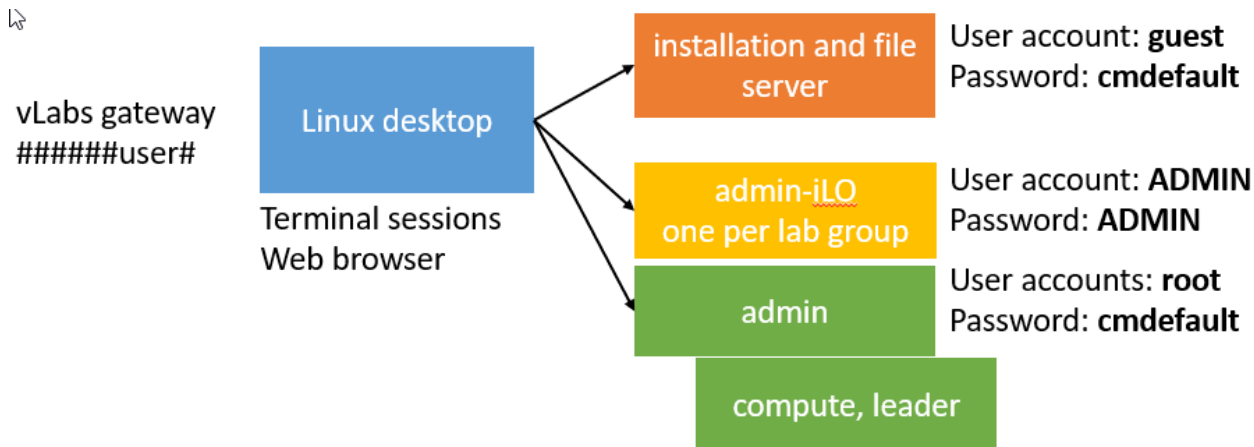 vLabs gateway
######user#
Linux desktop
Terminal sessions
Web browser
installation and file
server
User account: guest
Password: cmdefault
admin-iLO
one per lab group
User account: ADMIN
Password: ADMIN
admin
User accounts: root
Password: cmdefault
compute, leader